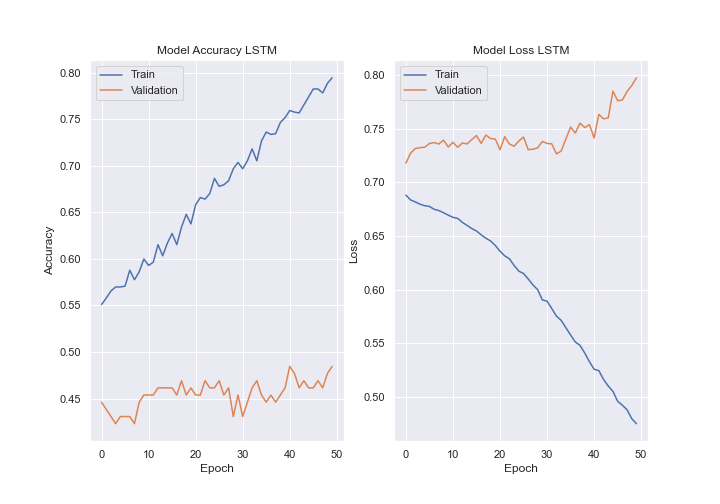 Model Accuracy LSTM
Train
Validation
0.80
0.75
0.70
0.65
0.60
0.55
0.50
0.45
Accuracy
0 10 20 30 40 50
Epoch
Model Loss LSTM
Train
Validation
0.80
0.75
0.70
0.65
0.60
0.55
0.50
Loss
0 10 20 30 40 50
Epoch